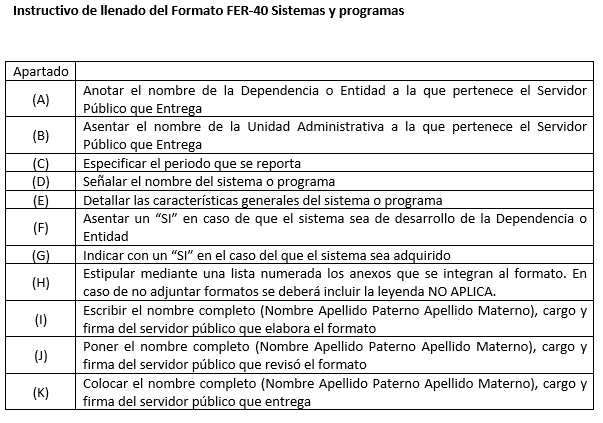 Instructivo de llenado del Formato FER-40 Sistemas y programas
Apartado
(A) Anotar el nombre de la Dependencia o Entidad a la que pertenece el Servidor
Público que Entrega
(B) Asentar el nombre de la Unidad Administrativa a la que pertenece el Servidor
Público que Entrega
(C) Especificar el periodo que se reporta
(D) Señalar el nombre del sistema o programa
(E) Detallar las características generales del sistema o programa
(F) Asentar un “SI” en caso de que el sistema sea de desarrollo de la Dependencia o
Entidad
(G) Indicar con un “SI” en el caso del que el sistema sea adquirido
(H) Estipular mediante una lista numerada los anexos que se integran al formato. En
caso de no adjuntar formatos se deberá incluir la leyenda NO APLICA.
(I) Escribir el nombre completo (Nombre Apellido Paterno Apellido Materno), cargo y
firma del servidor público que elabora el formato
(J) Poner el nombre completo (Nombre Apellido Paterno Apellido Materno), cargo y
firma del servidor público que revisó el formato
(K) Colocar el nombre completo (Nombre Apellido Paterno Apellido Materno), cargo y
firma del servidor público que entrega